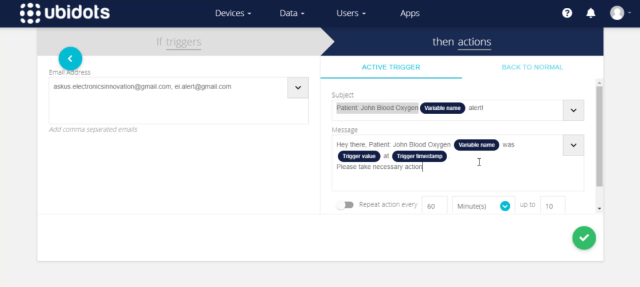 ubidots
Devices Data Users Apps
If triggers
then actions
ACTIVE TRIGGER BACK TO NORMAL
Email Address
askus.electronicsinnovation@gmail.com, ei.alert@gmail.com
Add comma separated emails
Subject
Patient: John Blood Oxygen Variable name alert!
Message
Hey there, Patient: John Blood Oxygen Variable name was
Trigger value at Trigger timestamp
Please take necessary action
Repeat action every 60 Minute(s) up to 10